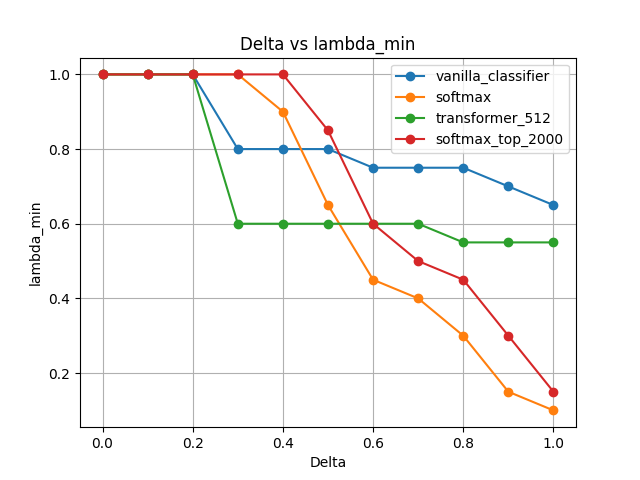 Delta vs lambda_min
vanilla_classifier
softmax
transformer_512
softmax_top_2000
lambda_min
1.0
0.8
0.6
0.4
0.2
0.0 0.2 0.4 0.6 0.8 1.0
Delta